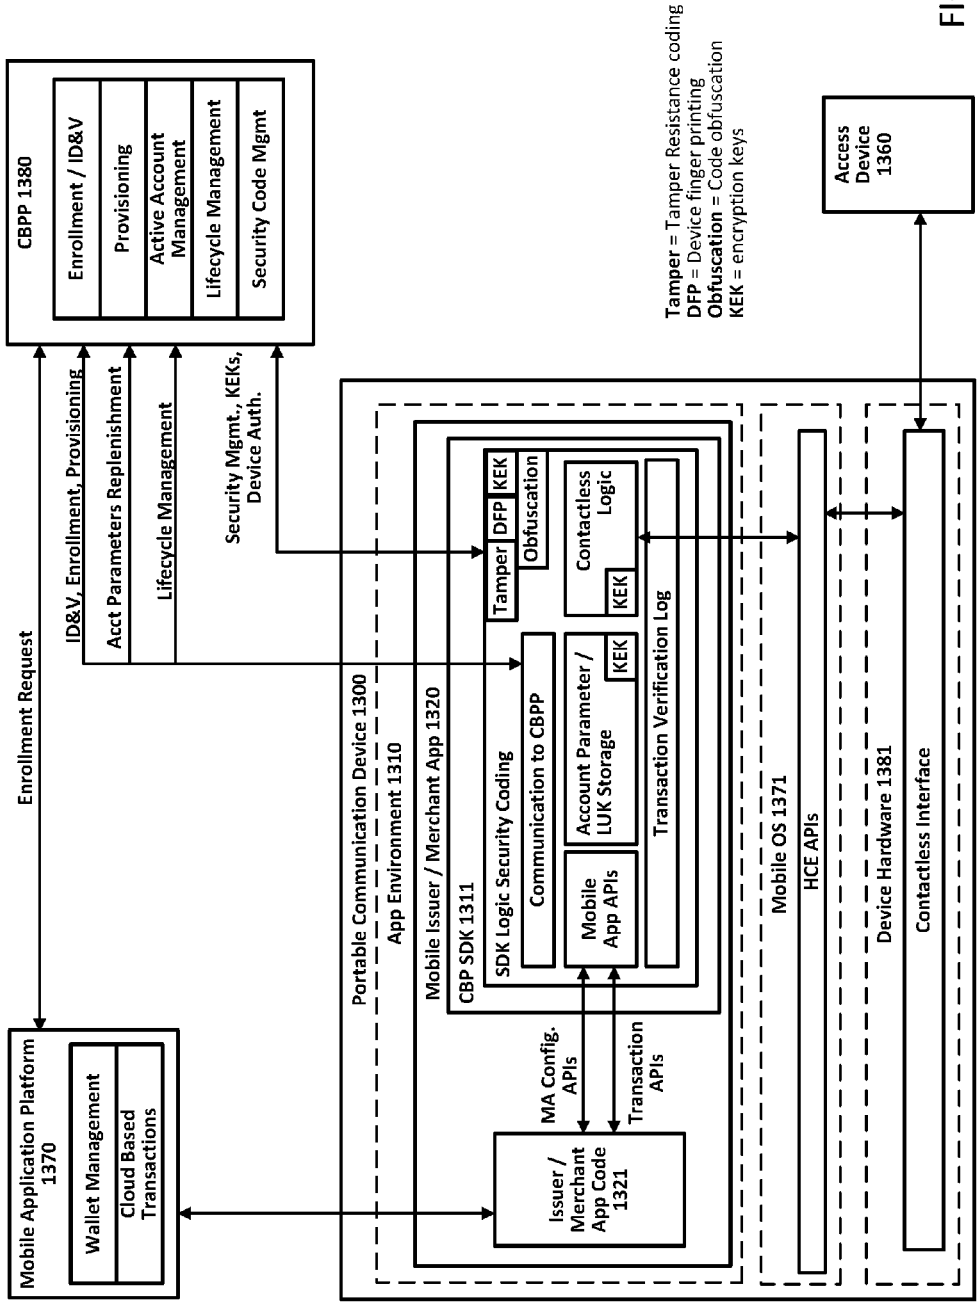 Mobile Application Platform
1370
Wallet Management
Cloud Based
Transactions
Enrollment Request
CBPP 1380
Enrollment / ID&V
Provisioning
Active Account
Management
Lifecycle Management
Security Code Mgmt
ID&V, Enrollment, Provisioning
Acct Parameters Replenishment
Lifecycle Management
Security Mgmt., KEKs,
Device Auth.
Portable Communication Device 1300
App Environment 1310
Mobile Issuer / Merchant App 1320
CBP SDK 1311
SDK Logic Security Coding
Tamper
DFP
KEK
Obfuscation
Communication to CBPP
Issuer /
Merchant
App Code
1321
MA Config.
APIs
Transaction
APIs
Mobile
App APIs
Account Parameter /
LUK Storage
KEK
Contactless
Logic
KEK
Transaction Verification Log
Mobile OS 1371
HCE APIs
Device Hardware 1381
Contactless Interface
Tamper = Tamper Resistance coding
DFP = Device finger printing
Obfuscation = Code obfuscation
KEK = encryption keys
Access
Device
1360
FI